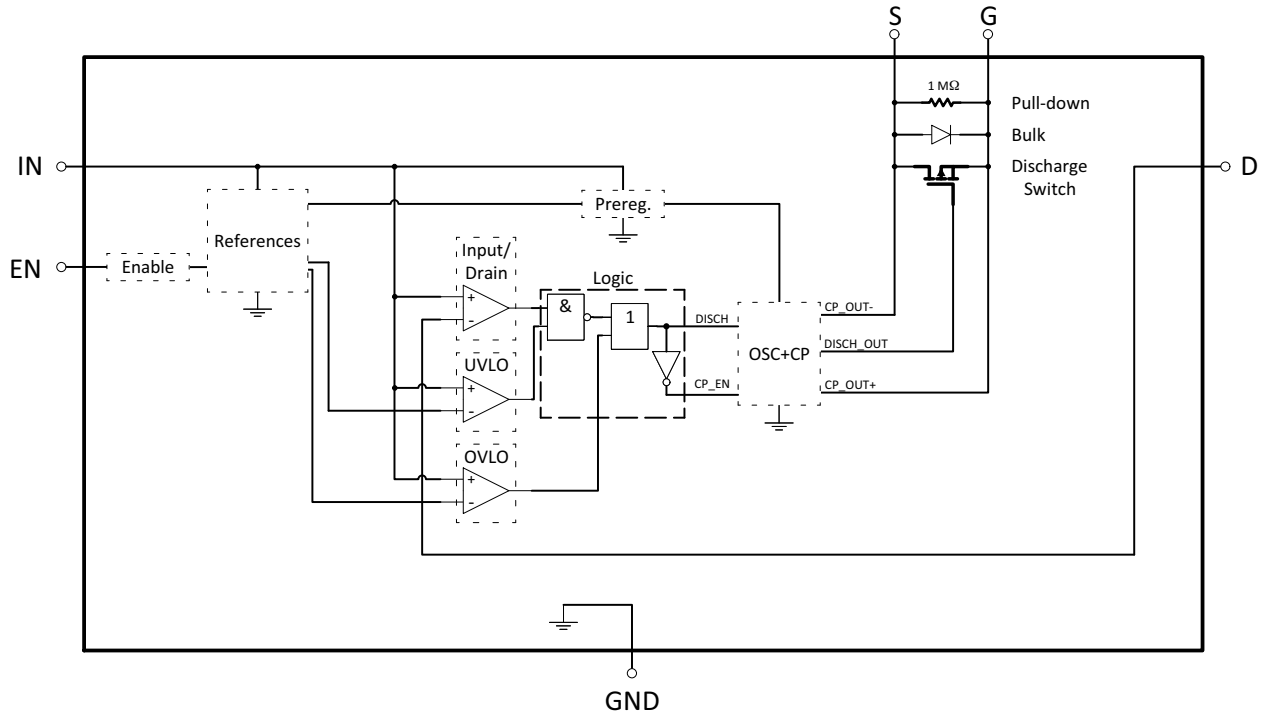 S
G
1 MΩ
Pull-down
Bulk
Discharge
Switch
IN
D
Prereg.
References
EN
Enable
Input/
Drain
+
-
Logic
&
1
DISCH
CP_EN
OSC+CP
CP_OUT-
DISCH_OUT
CP_OUT+
UVLO
+
-
OVLO
+
-
GND